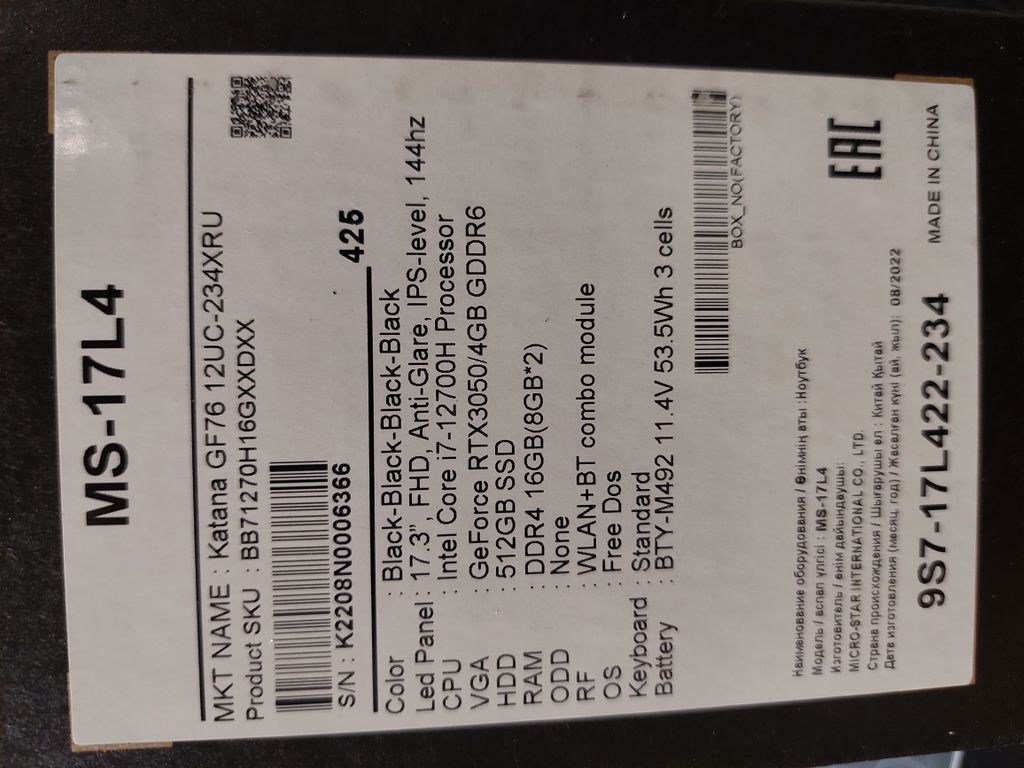 MS-17L4
MKT NAME : Katana GF76 12UC-234XRU
Product SKU : BB71270H16GXXDXX
S/N : K2208N0006366
425
Color : Black-Black-Black-Black-Black
Led Panel : 17.3", FHD, Anti-Glare, IPS-level, 144hz
CPU : Intel Core i7-12700H Processor
VGA : GeForce RTX3050/4GB GDDR6
HDD : 512GB SSD
RAM : DDR4 16GB(8GB*2)
ODD : None
RF : WLAN+BT combo module
OS : Free Dos
Keyboard : Standard
Battery : BTY-M492 11.4V 53.5Wh 3 cells
BOX_NO(FACTORY)
Наименование оборудования / Өнімнің аты : Ноутбук
Модель / аспап үлгісі : MS-17L4
Изготовитель / өнім дайындаушы:
MICRO-STAR INTERNATIONAL CO., LTD.
Страна происхождения / Шығарушы ел : Китай Қытай
Дата изготовления (месяц, год) / Жасалған күні (ай, жыл): 08/2022
EAC
9S7-17L422-234
MADE IN CHINA